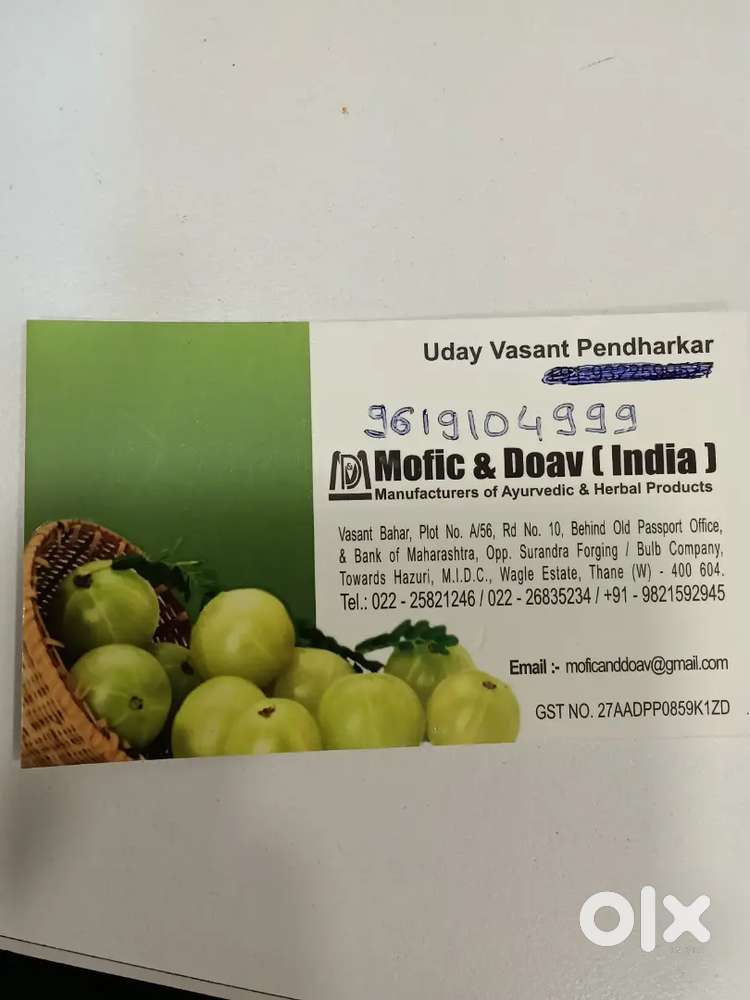 Uday Vasant Pendharkar
9619104999
Mofic & Doav ( India )
Manufacturers of Ayurvedic & Herbal Products
Vasant Bahar, Plot No. A/56, Rd No. 10, Behind Old Passport Office,
& Bank of Maharashtra, Opp. Surandra Forging / Bulb Company,
Towards Hazuri, M.I.D.C., Wagle Estate, Thane (W) - 400 604.
Tel.: 022 - 25821246 / 022 - 26835234 / +91 - 9821592945
Email :- moficanddoav@gmail.com
GST NO. 27AADPP0859K1ZD
olx